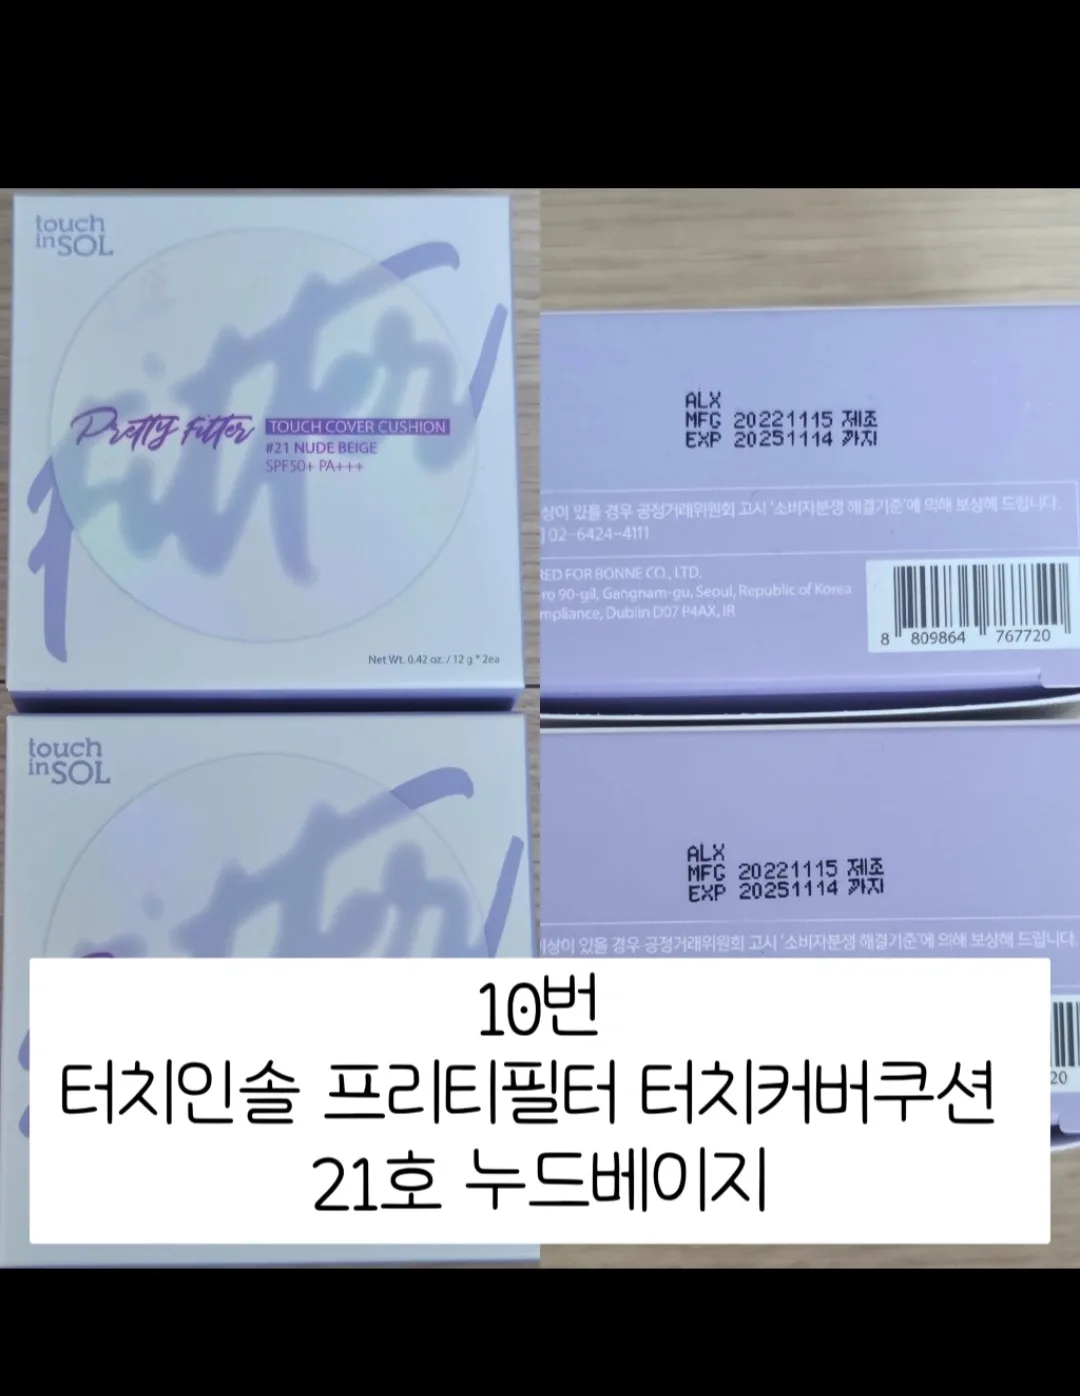 touch
in SOL
Pretty Filter
TOUCH COVER CUSHION
#21 NUDE BEIGE
SPF50+ PA+++
Net Wt. 0.42 oz. / 12 g * 2ea
ALX
MFG 20221115 제조
EXP 20251114 까지
상이 있을 경우 공정거래위원회 고시 '소비자분쟁 해결기준'에 의해 보상해 드립니다.
] 02-6424-4111
RED FOR BONNE CO., LTD.
ro 90-gil, Gangnam-gu, Seoul, Republic of Korea
mpliance, Dublin D07 P4AX, IR
8 809864 767720
touch
in SOL
ALX
MFG 20221115 제조
EXP 20251114 까지
이상이 있을 경우 공정거래위원회 고시 '소비자분쟁 해결기준'에 의해 보상해 드립니다.
20
10번
터치인솔 프리티필터 터치커버쿠션
21호 누드베이지